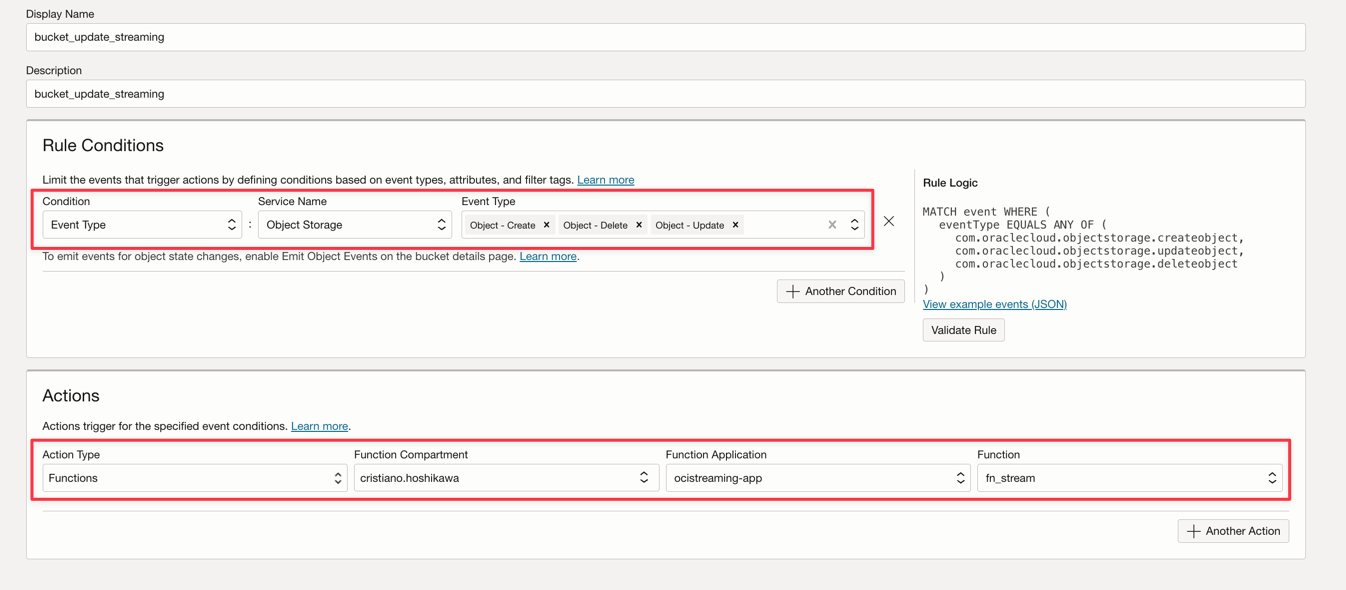 Display Name
bucket_update_streaming
Description
bucket_update_streaming
Rule Conditions
Limit the events that trigger actions by defining conditions based on event types, attributes, and filter tags. Learn more
Condition
Service Name
Event Type
Event Type
:
Object Storage
Object - Create × Object - Delete × Object - Update ×
To emit events for object state changes, enable Emit Object Events on the bucket details page. Learn more.
+ Another Condition
Rule Logic
MATCH event WHERE (
eventType EQUALS ANY OF (
com.oraclecloud.objectstorage.createobject,
com.oraclecloud.objectstorage.updateobject,
com.oraclecloud.objectstorage.deleteobject
)
)
View example events (JSON)
Validate Rule
Actions
Actions trigger for the specified event conditions. Learn more.
Action Type
Function Compartment
Function Application
Function
Functions
cristiano.hoshikawa
ocistreaming-app
fn_stream
+ Another Action